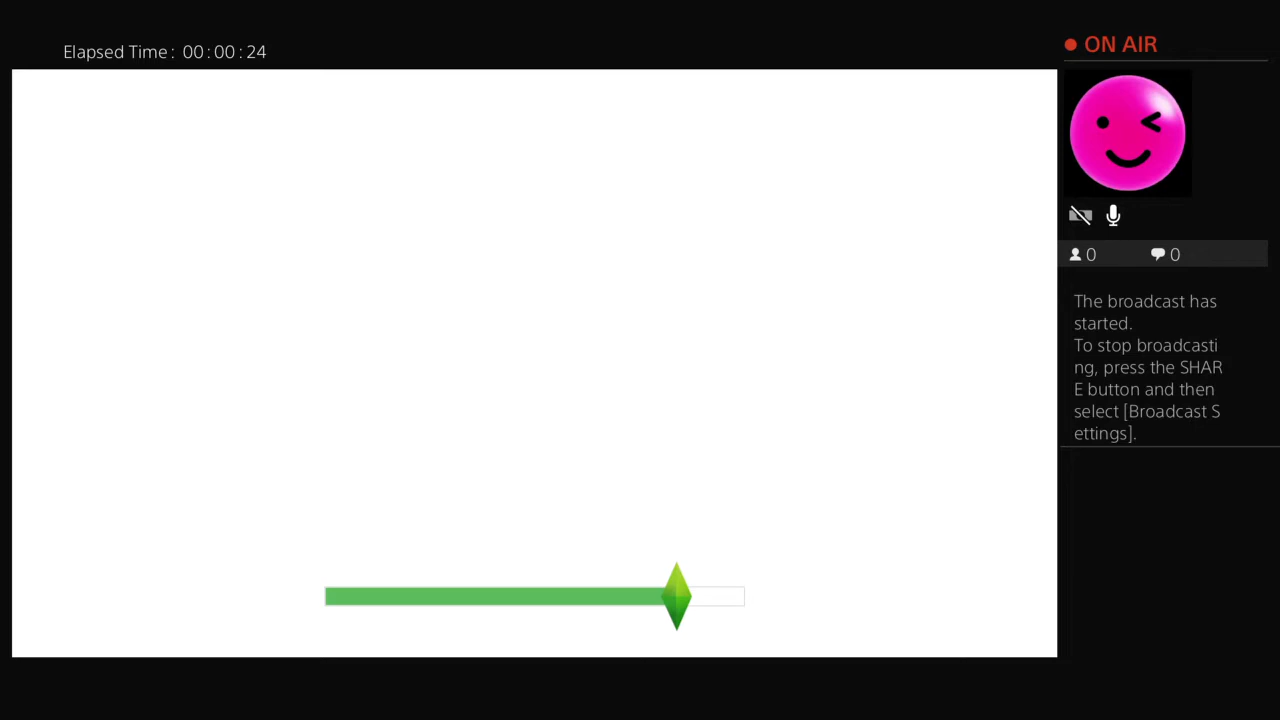 Elapsed Time: 00:00:24
ON AIR
0 0
The broadcast has
started.
To stop broadcasti
ng, press the SHAR
E button and then
select [Broadcast S
ettings].